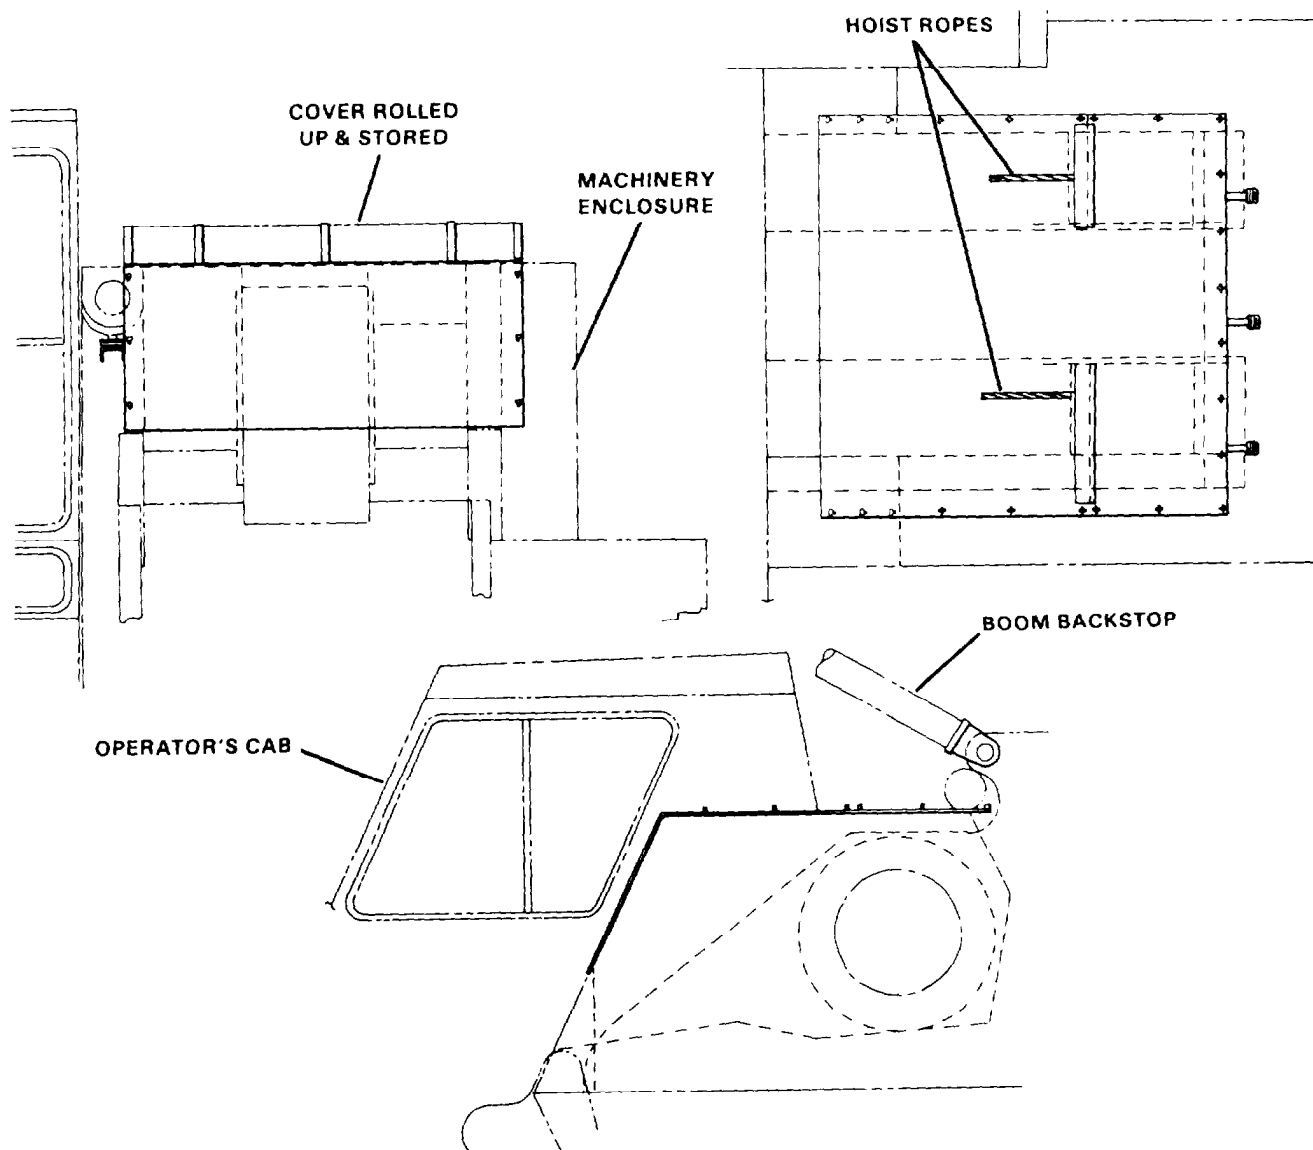 HOIST ROPES
COVER ROLLED
UP & STORED
MACHINERY
ENCLOSURE
BOOM BACKSTOP
OPERATOR'S CAB